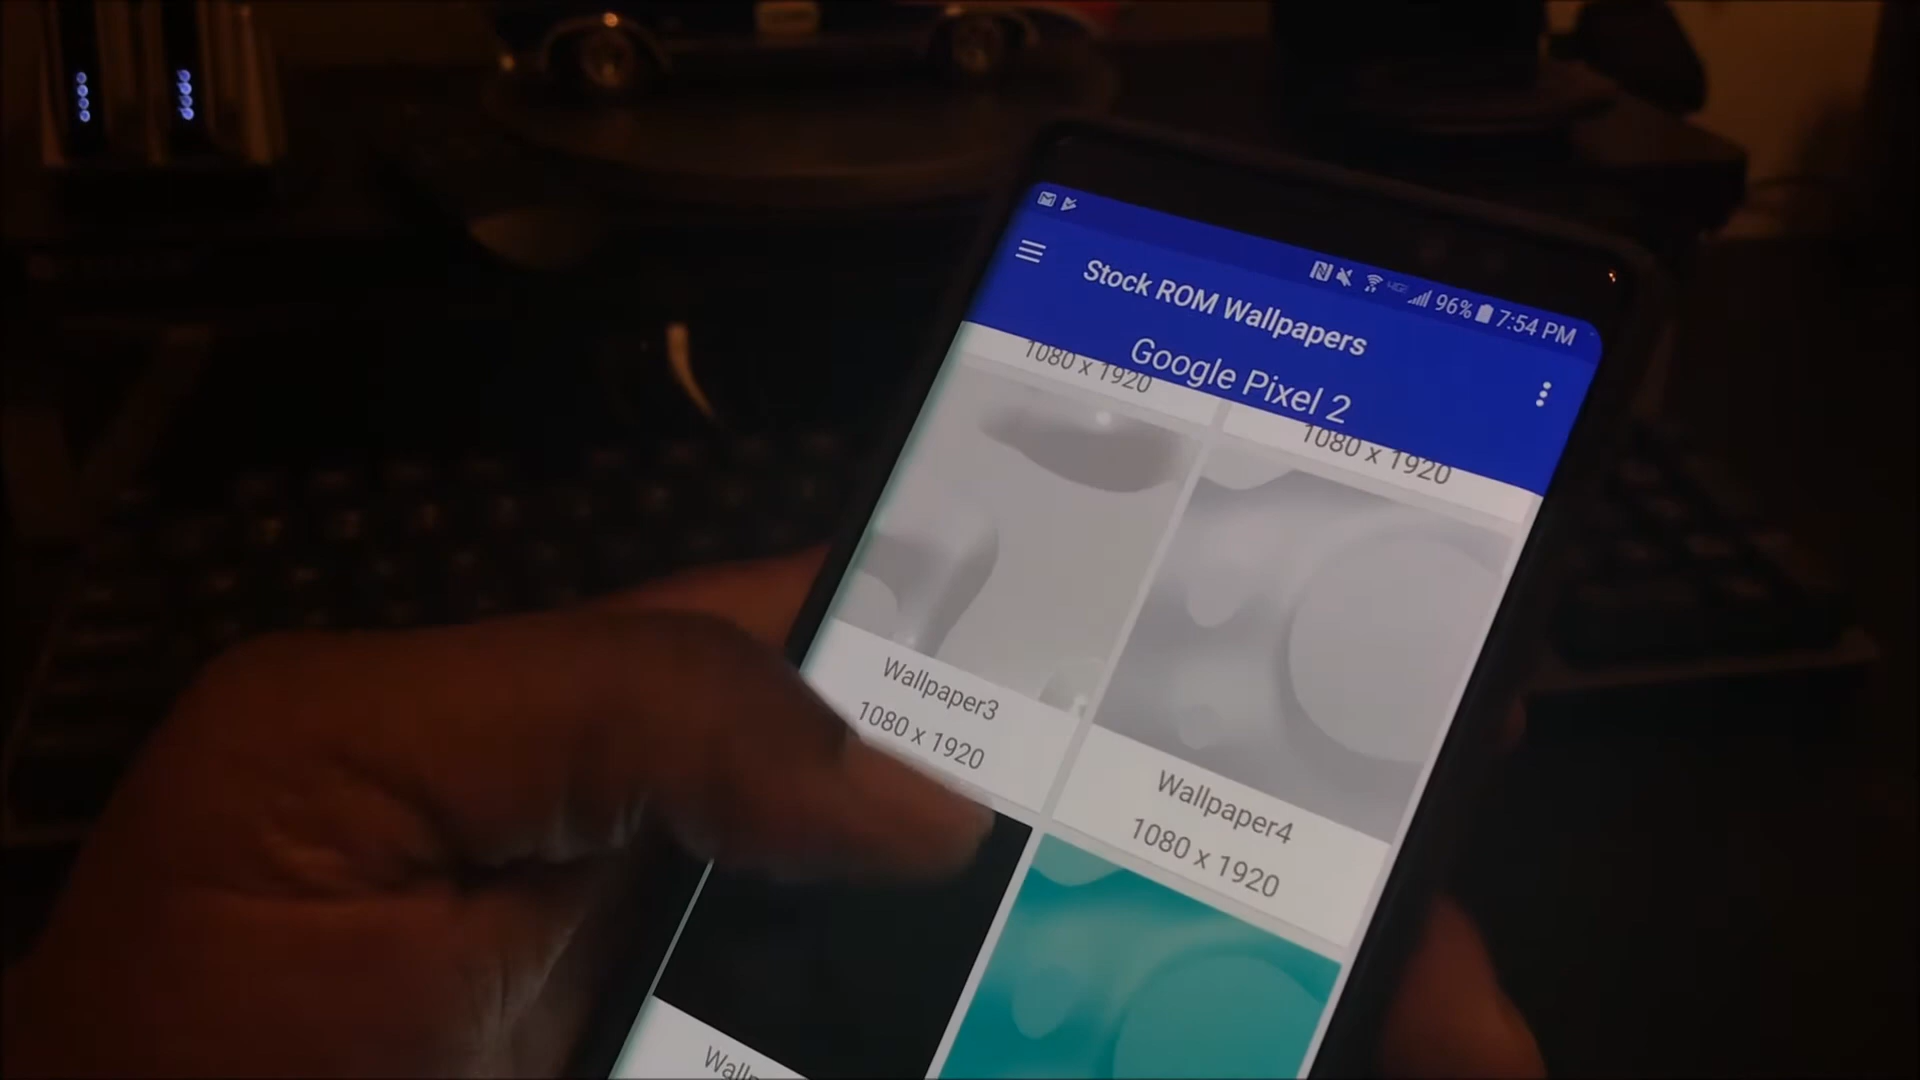 96% 7:54 PM
Stock ROM Wallpapers
Google Pixel 2
1080 x 1920
1080 x 1920
Wallpaper3
1080 x 1920
Wallpaper4
1080 x 1920